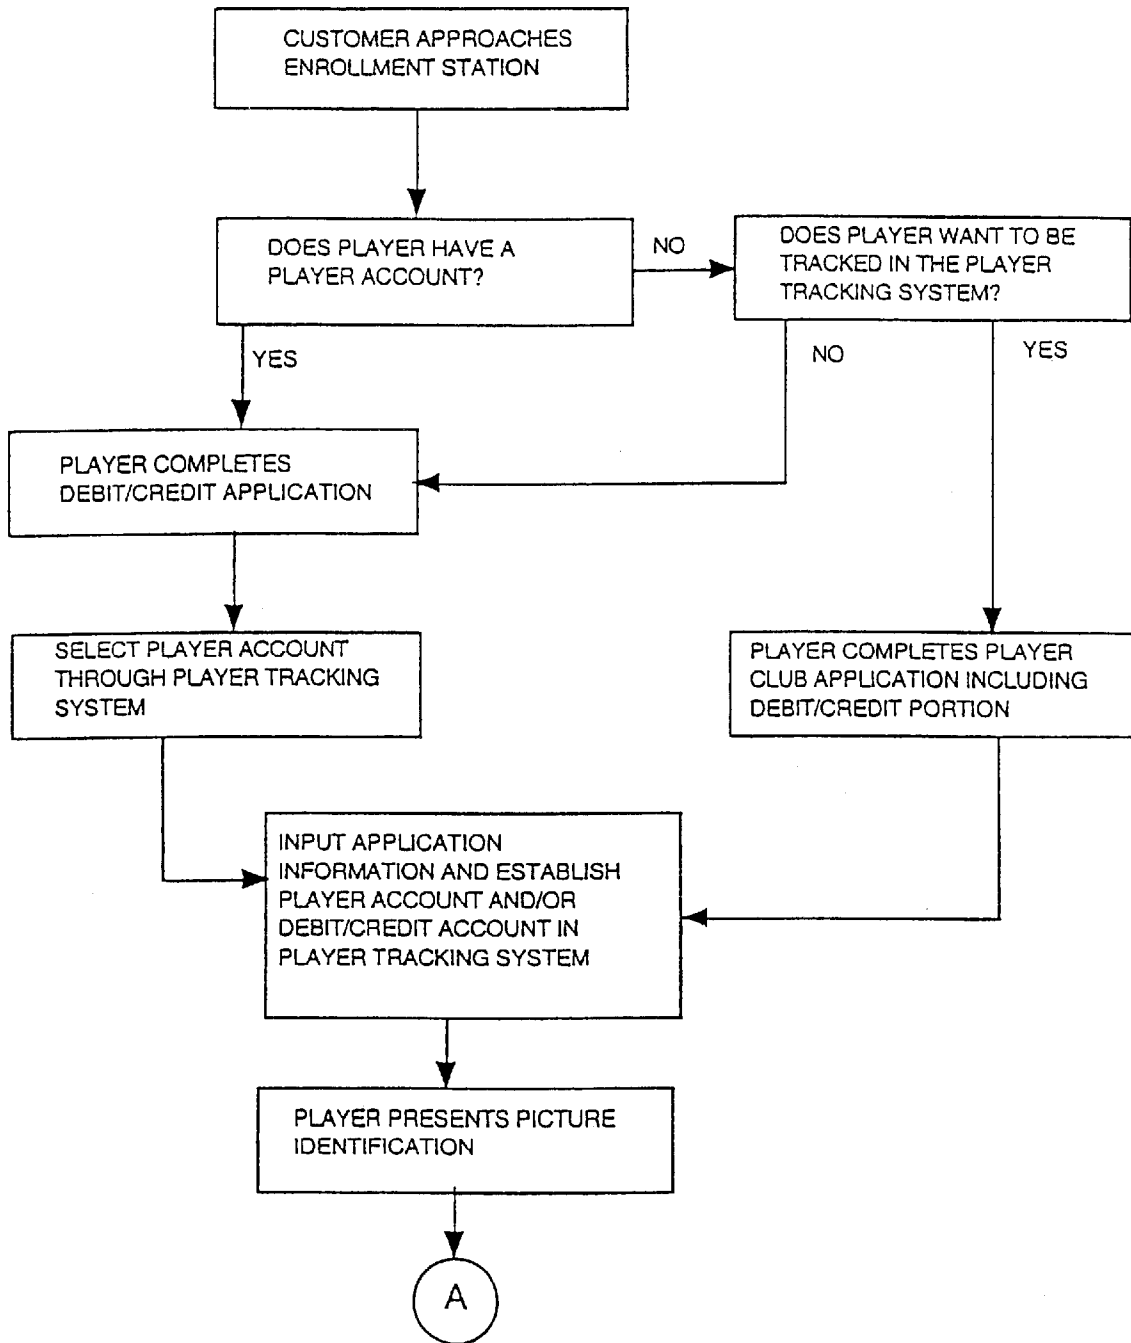 CUSTOMER APPROACHES
ENROLLMENT STATION
DOES PLAYER HAVE A
PLAYER ACCOUNT?
NO
DOES PLAYER WANT TO BE
TRACKED IN THE PLAYER
TRACKING SYSTEM?
YES
NO
YES
PLAYER COMPLETES
DEBIT/CREDIT APPLICATION
SELECT PLAYER ACCOUNT
THROUGH PLAYER TRACKING
SYSTEM
PLAYER COMPLETES PLAYER
CLUB APPLICATION INCLUDING
DEBIT/CREDIT PORTION
INPUT APPLICATION
INFORMATION AND ESTABLISH
PLAYER ACCOUNT AND/OR
DEBIT/CREDIT ACCOUNT IN
PLAYER TRACKING SYSTEM
PLAYER PRESENTS PICTURE
IDENTIFICATION
A